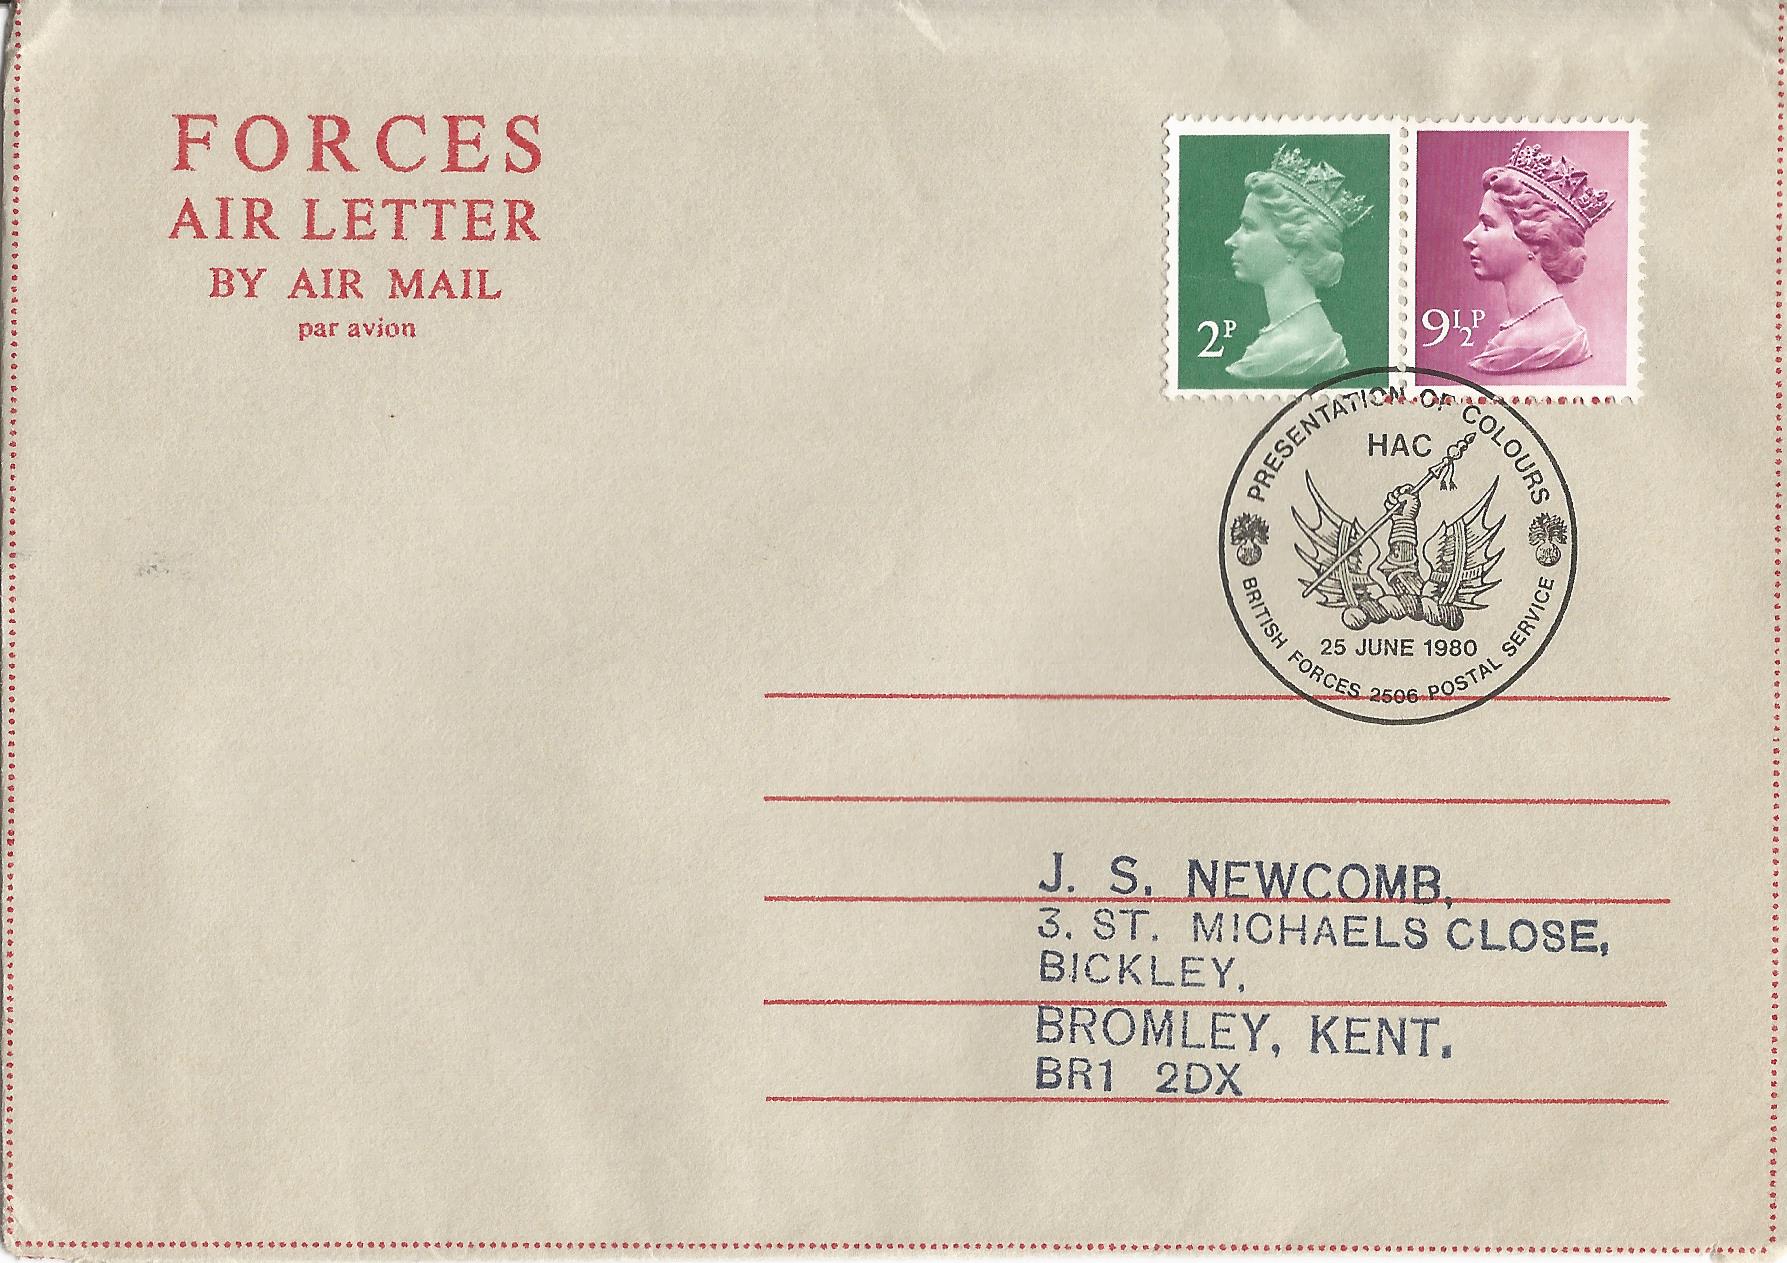 FORCES
AIR LETTER
BY AIR MAIL
par avion
2P
9½P
PRESENTATION OF COLOURS
HAC
25 JUNE 1980
BRITISH FORCES 2506 POSTAL SERVICE
J. S. NEWCOMB,
3. ST. MICHAELS CLOSE,
BICKLEY,
BROMLEY, KENT.
BR1 2DX